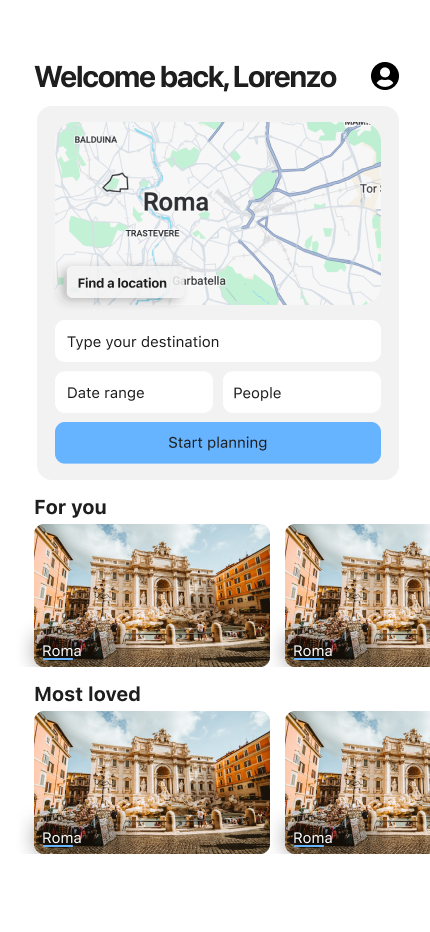 Welcome back, Lorenzo
BALDUINA
Roma
Tor
TRASTEVERE
Garbatella
Find a location
Type your destination
Date range
People
Start planning
For you
Roma
Roma
Most loved
Roma
Roma